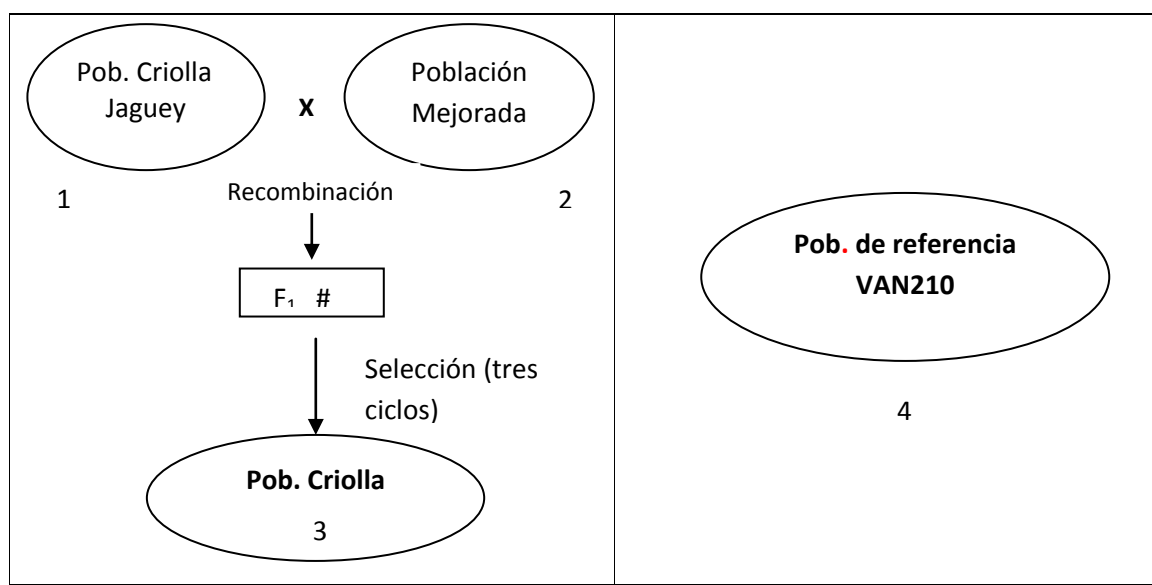 Pob. Criolla
Jaguey
X
Población
Mejorada
1
Recombinación
2
F₁ #
Selección (tres
ciclos)
Pob. Criolla
3
Pob. de referencia
VAN210
4